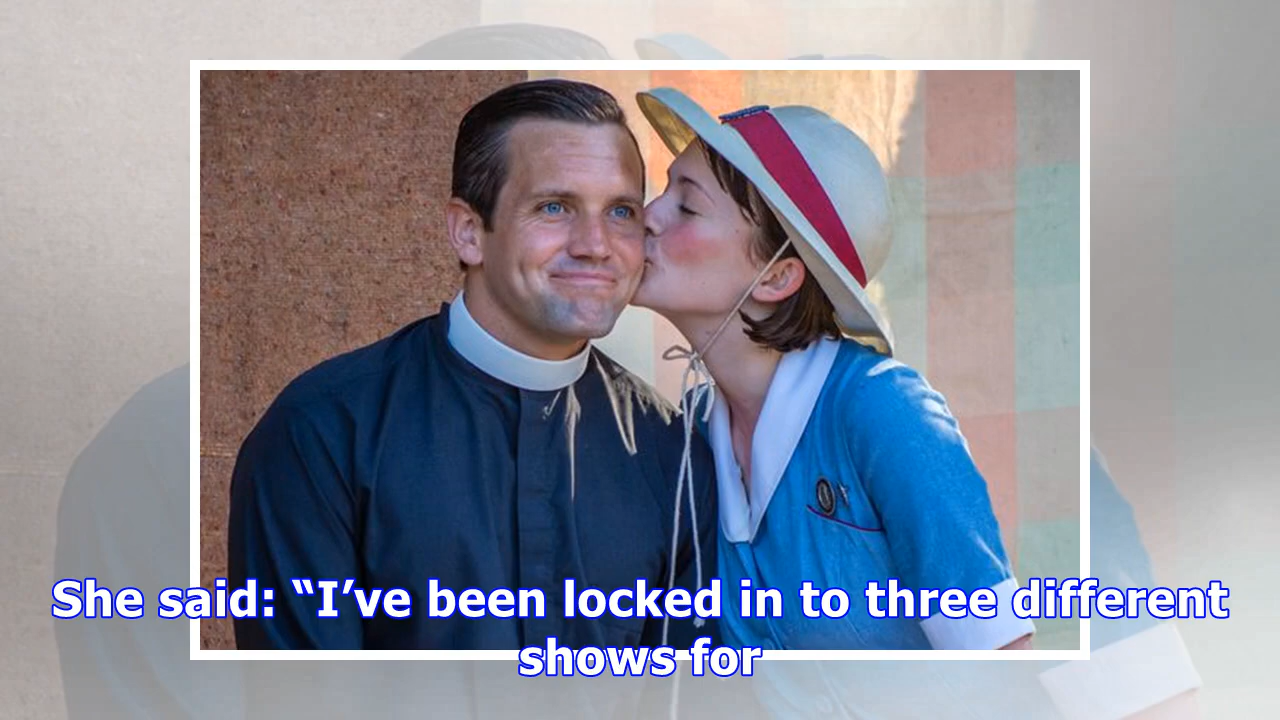 She said: “I’ve been locked in to three different
shows for